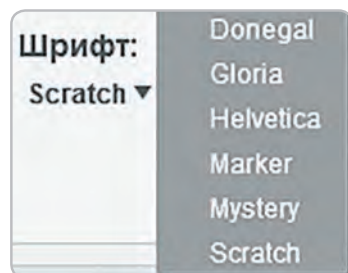 Шрифт:
Scratch ▼
Donegal
Gloria
Helvetica
Marker
Mystery
Scratch